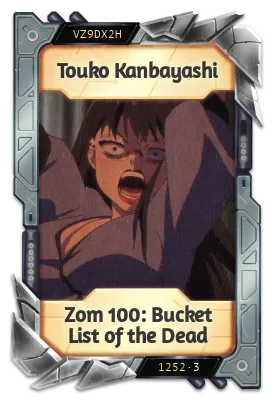 VZ9DX2H
Touko Kanbayashi
Zom 100: Bucket
List of the Dead
1252·3